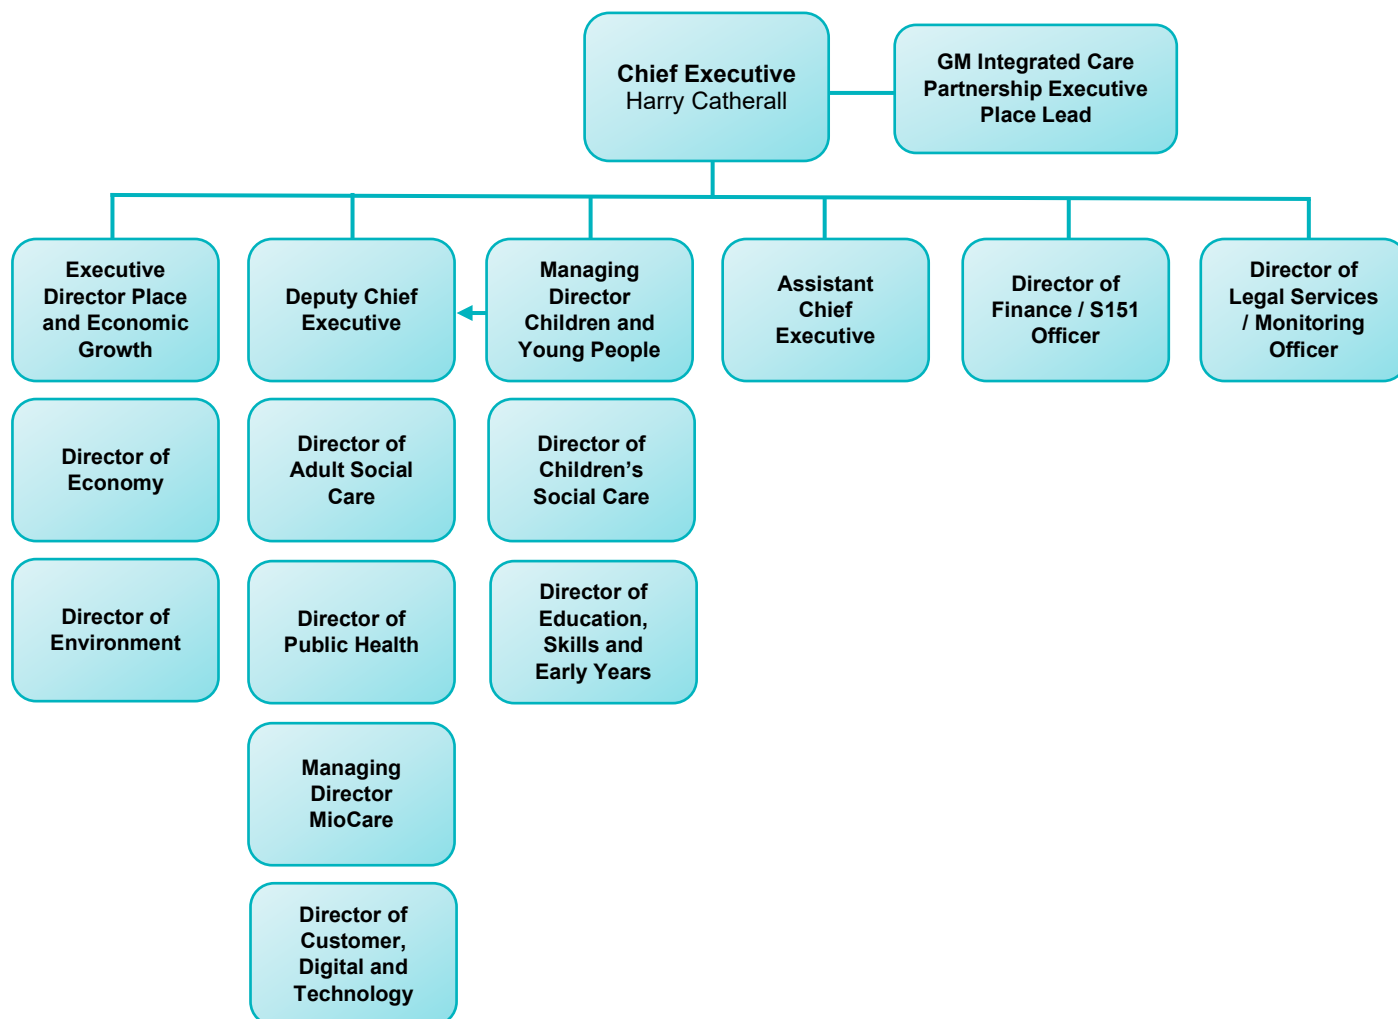 Chief Executive
Harry Catherall
GM Integrated Care
Partnership Executive
Place Lead
Executive
Director Place
and Economic
Growth
Deputy Chief
Executive
Managing
Director
Children and
Young People
Assistant
Chief
Executive
Director of
Finance / S151
Officer
Director of
Legal Services
/ Monitoring
Officer
Director of
Economy
Director of
Adult Social
Care
Director of
Children’s
Social Care
Director of
Environment
Director of
Public Health
Director of
Education,
Skills and
Early Years
Managing
Director
MioCare
Director of
Customer,
Digital and
Technology